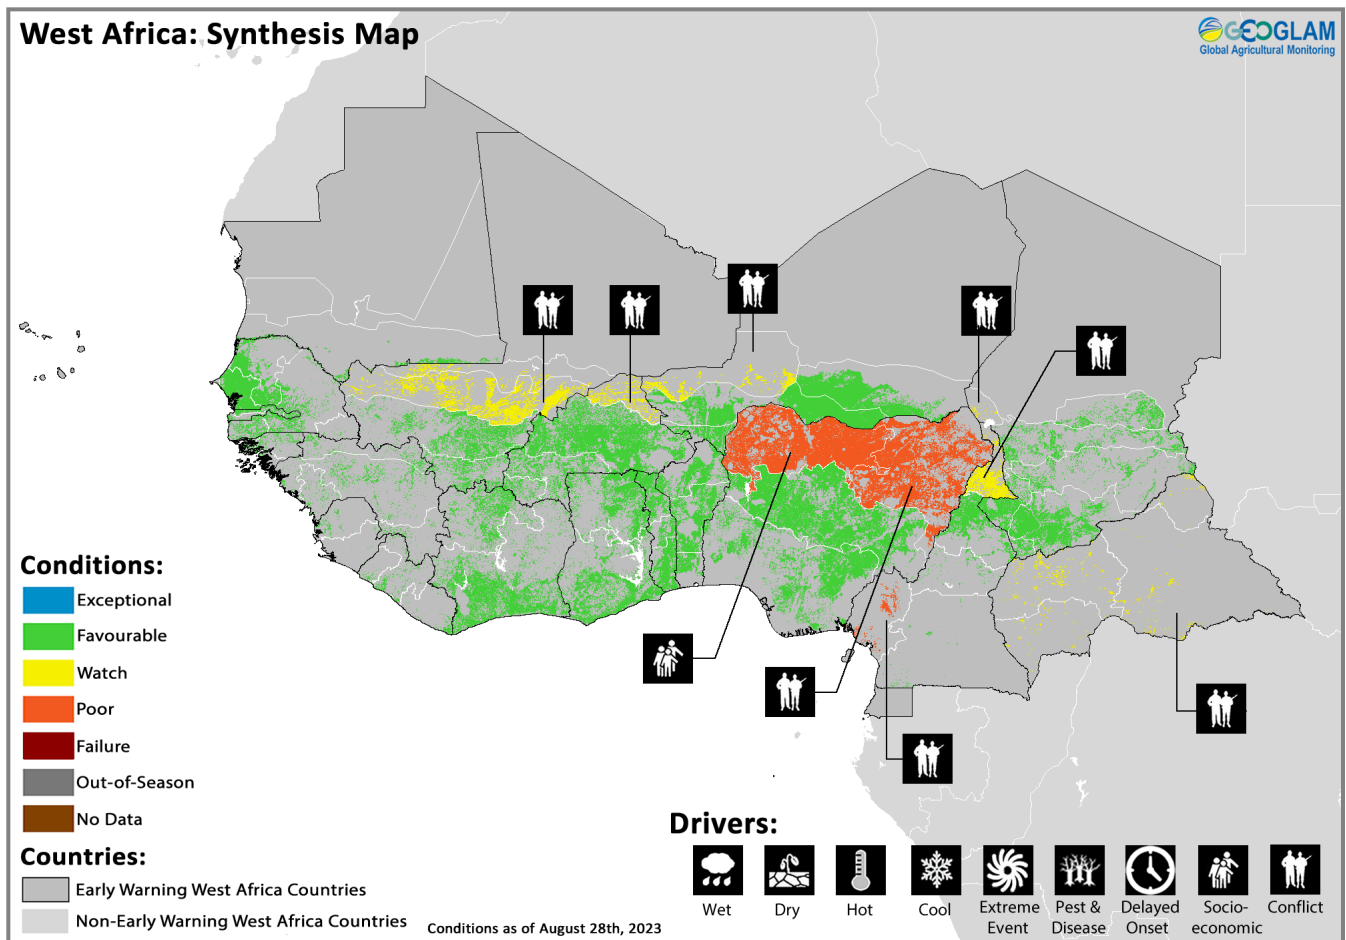 West Africa: Synthesis Map
GEOGLAM
Global Agricultural Monitoring
Conditions:
Exceptional
Favourable
Watch
Poor
Failure
Out-of-Season
No Data
Countries:
Early Warning West Africa Countries
Non-Early Warning West Africa Countries
Conditions as of August 28th, 2023
Drivers:
Wet
Dry
Hot
Cool
Extreme
Event
Pest &
Disease
Delayed
Onset
Socio-
economic
Conflict